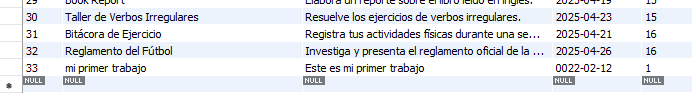 29 Book Report Elabora un reporte sobre el libro leído en inglés. 2025-04-19 15
30 Taller de Verbos Irregulares Resuelve los ejercicios de verbos irregulares. 2025-04-23 15
31 Bitácora de Ejercicio Registra tus actividades físicas durante una se... 2025-04-21 16
32 Reglamento del Fútbol Investiga y presenta el reglamento oficial de la ... 2025-04-26 16
33 mi primer trabajo Este es mi primer trabajo 0022-02-12 1
NULL NULL NULL NULL NULL